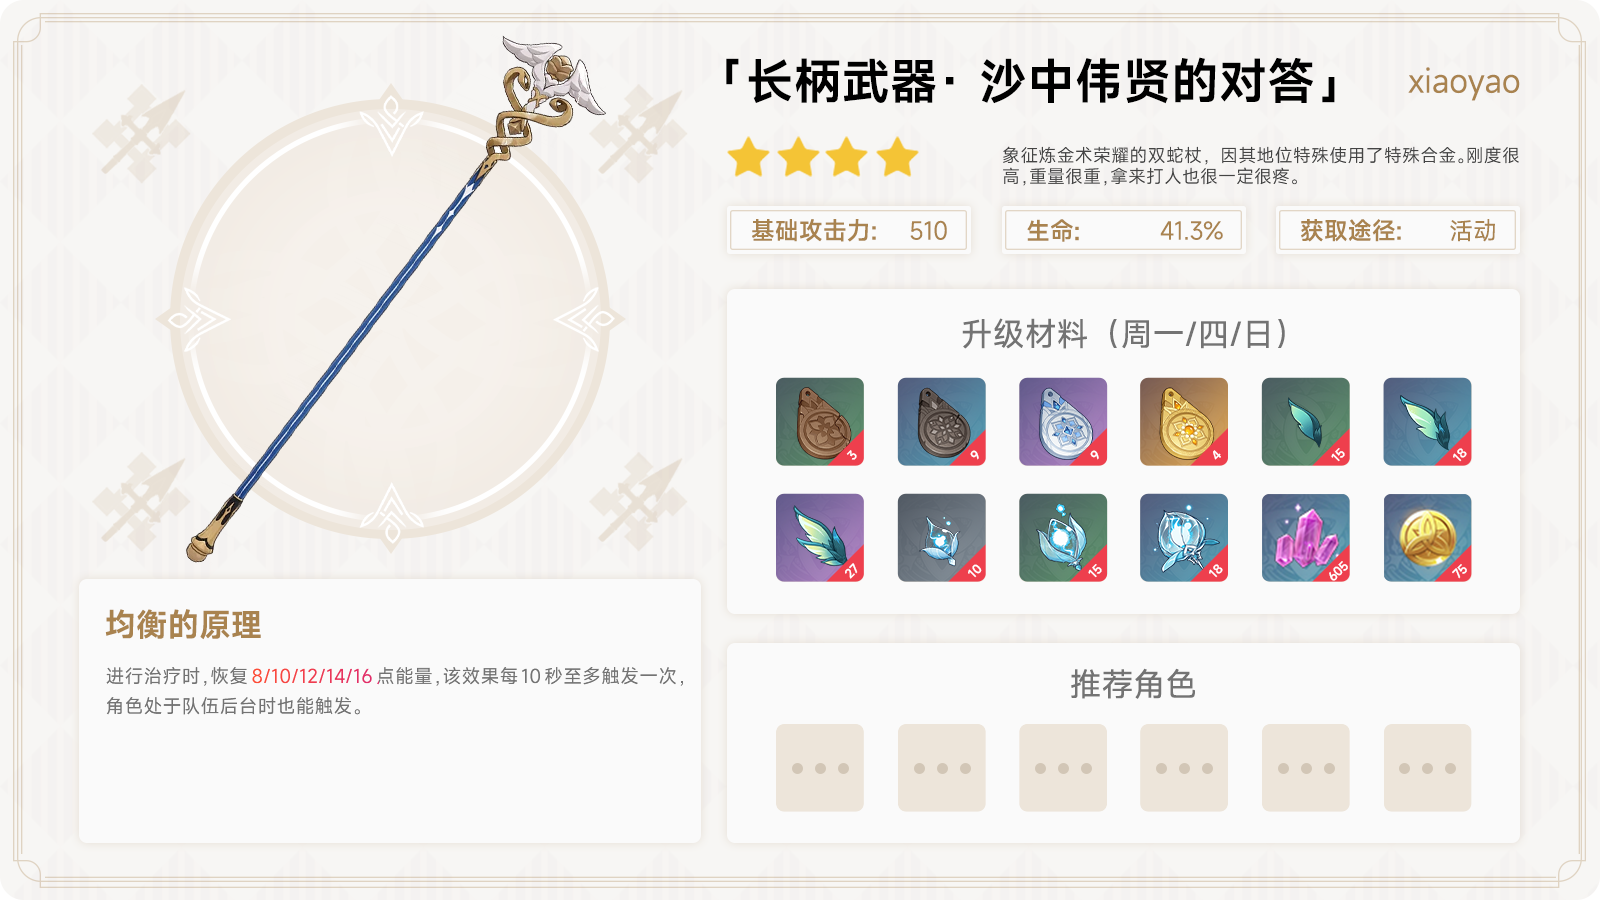 「长柄武器· 沙中伟贤的对答」
xiaoyao
象征炼金术荣耀的双蛇杖，因其地位特殊使用了特殊合金。刚度很
高,重量很重,拿来打人也很一定很疼。
基础攻击力: 510
生命: 41.3%
获取途径: 活动
升级材料（周一/四/日）
3 9 9 4 15 18
27 10 15 18 605 75
均衡的原理
进行治疗时,恢复 8/10/12/14/16 点能量,该效果每10秒至多触发一次,
角色处于队伍后台时也能触发。
推荐角色